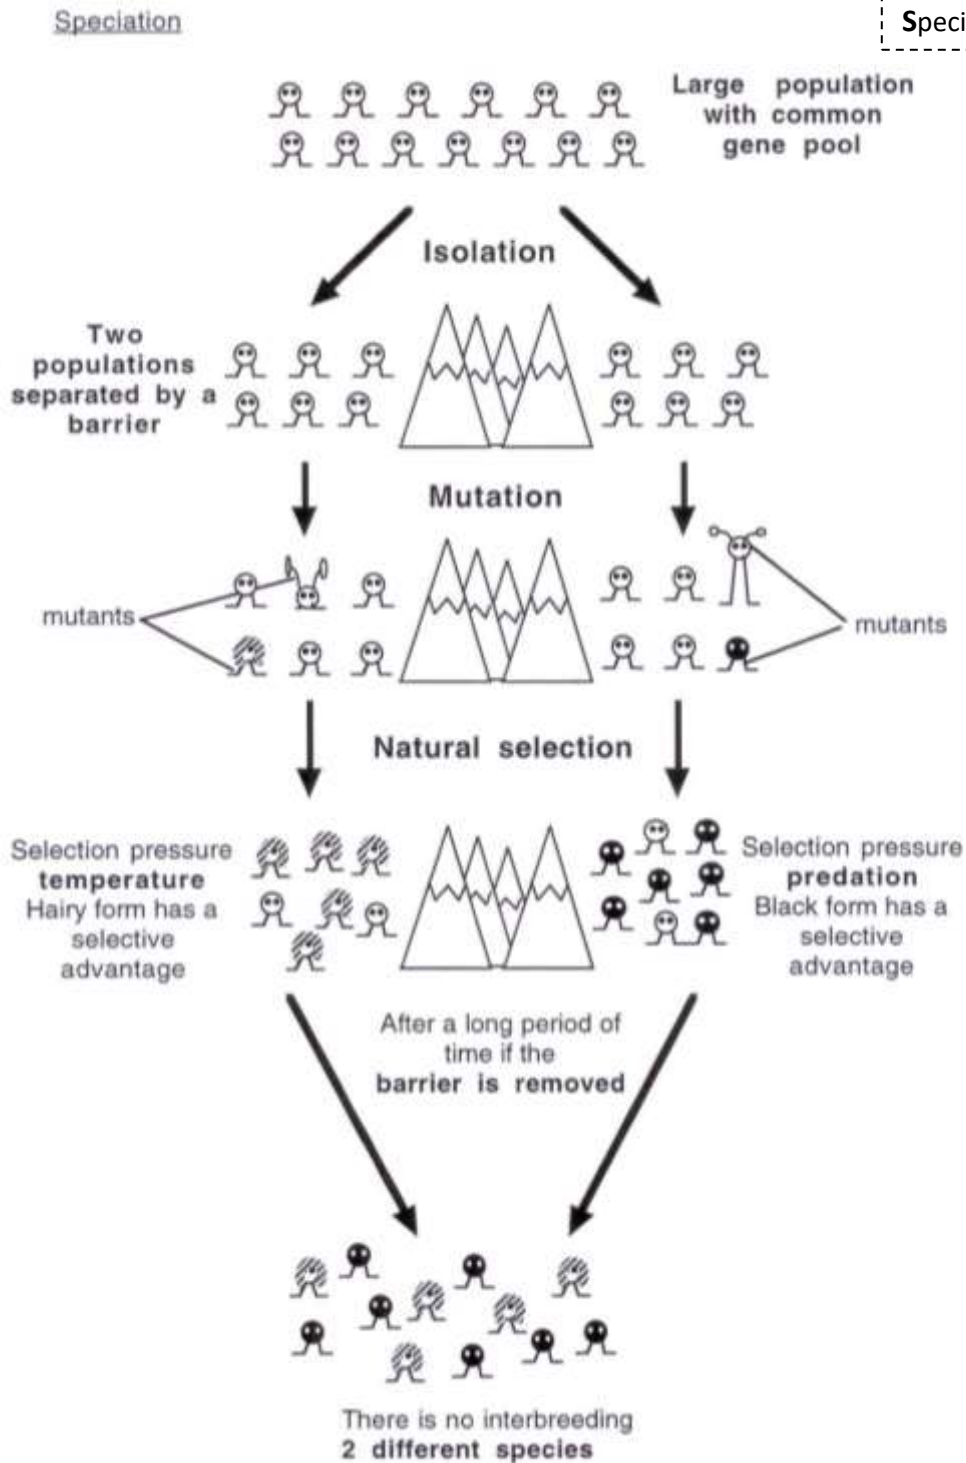 Speciation
Speci
Large population
with common
gene pool
Isolation
Two
populations
separated by a
barrier
Mutation
mutants
mutants
Natural selection
Selection pressure
temperature
Hairy form has a
selective
advantage
Selection pressure
predation
Black form has a
selective
advantage
After a long period of
time if the
barrier is removed
There is no interbreeding
2 different species